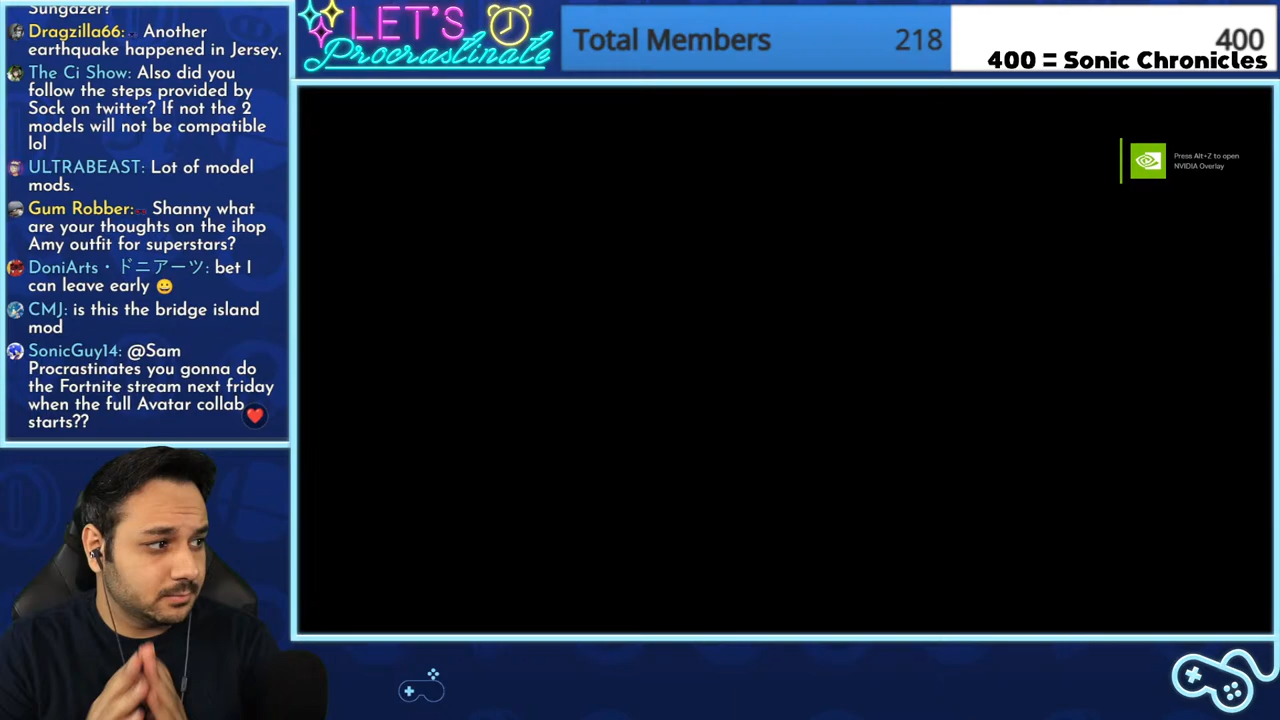 Sungazer?
Dragzilla66: Another
earthquake happened in Jersey.
The Ci Show: Also did you
follow the steps provided by
Sock on twitter? If not the 2
models will not be compatible
lol
ULTRABEAST: Lot of model
mods.
Gum Robber: Shanny what
are your thoughts on the ihop
Amy outfit for superstars?
DoniArts・ドニアーツ: bet I
can leave early 😀
CMJ: is this the bridge island
mod
SonicGuy14: @Sam
Procrastinates you gonna do
the Fortnite stream next friday
when the full Avatar collab
starts??
LET'S
Procrastinate
Total Members 218 400
400 = Sonic Chronicles
Press Alt+Z to open
NVIDIA Overlay